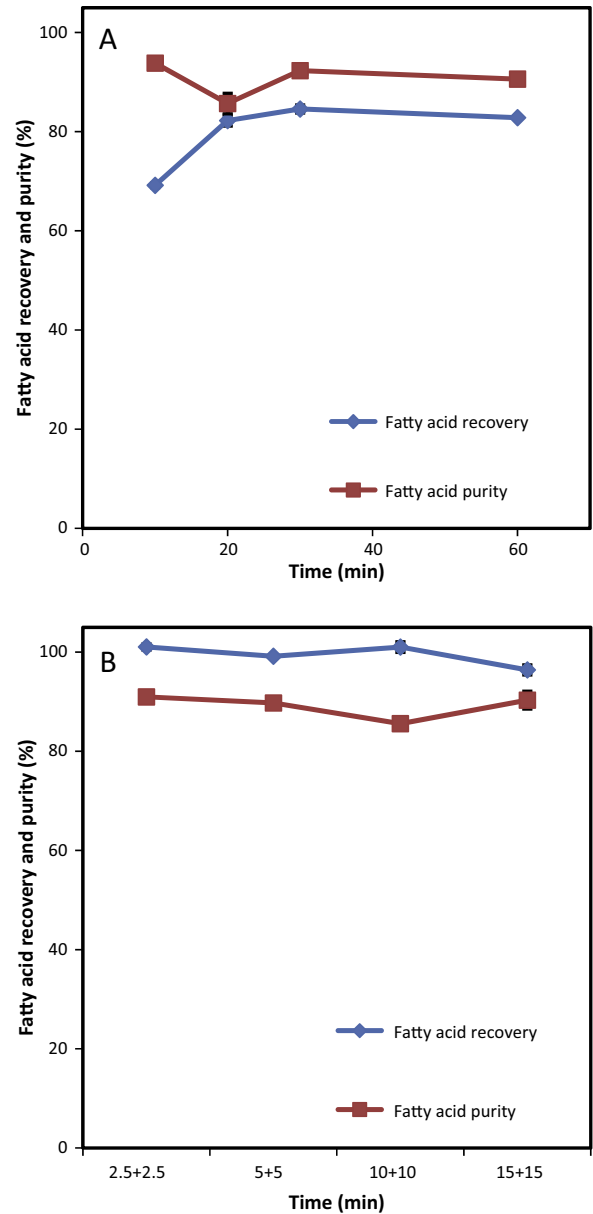 A
Fatty acid recovery and purity (%)
100
80
60
40
20
0
Fatty acid recovery
Fatty acid purity
0 20 40 60
Time (min)
B
Fatty acid recovery and purity (%)
100
80
60
40
20
0
Fatty acid recovery
Fatty acid purity
2.5+2.5 5+5 10+10 15+15
Time (min)